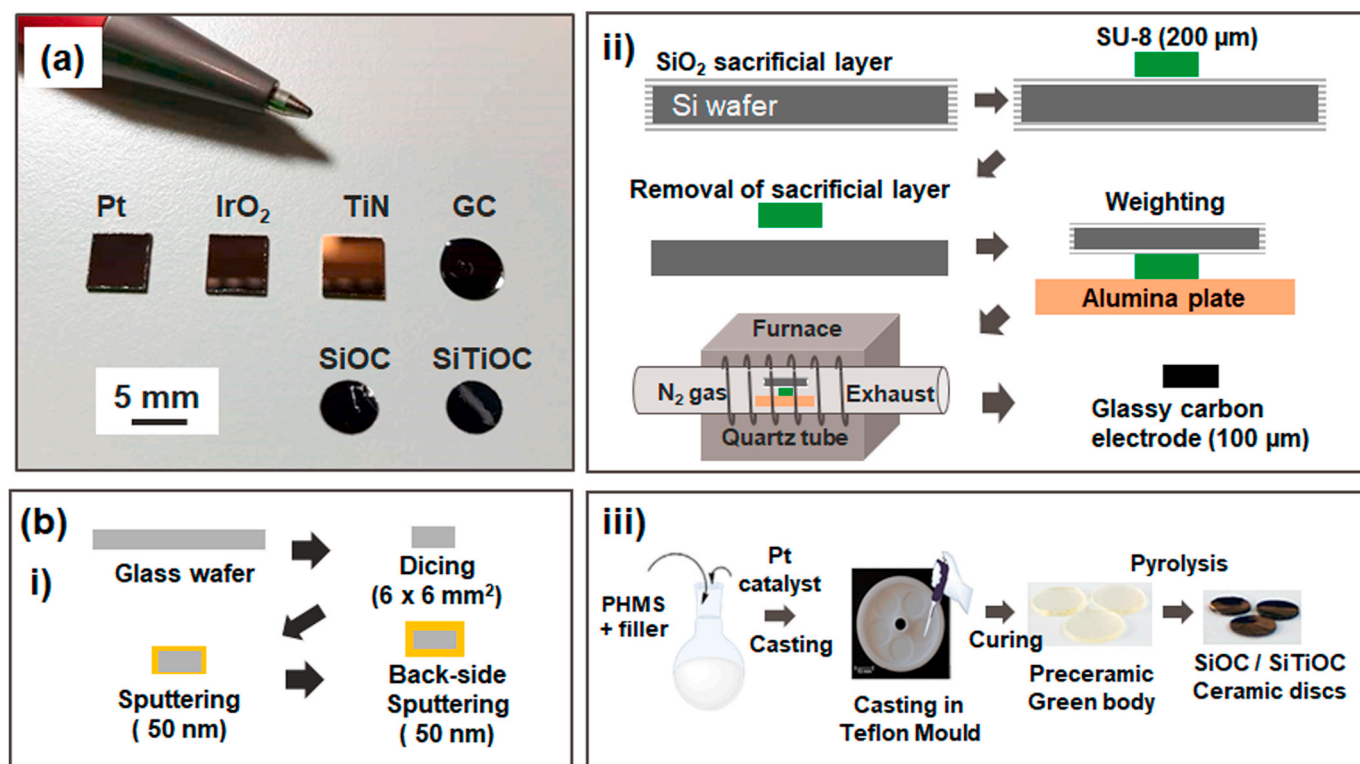 (a)
Pt
IrO₂
TiN
GC
SiOC
SiTiOC
5 mm
(b)
i)
Glass wafer
Dicing
(6 x 6 mm²)
Sputtering
( 50 nm)
Back-side
Sputtering
( 50 nm)
ii)
SiO₂ sacrificial layer
Si wafer
SU-8 (200 µm)
Removal of sacrificial layer
Weighting
Alumina plate
Furnace
N₂ gas
Exhaust
Quartz tube
Glassy carbon
electrode (100 µm)
iii)
PHMS
+ filler
Pt
catalyst
Casting
Casting in
Teflon Mould
Curing
Preceramic
Green body
Pyrolysis
SiOC / SiTiOC
Ceramic discs